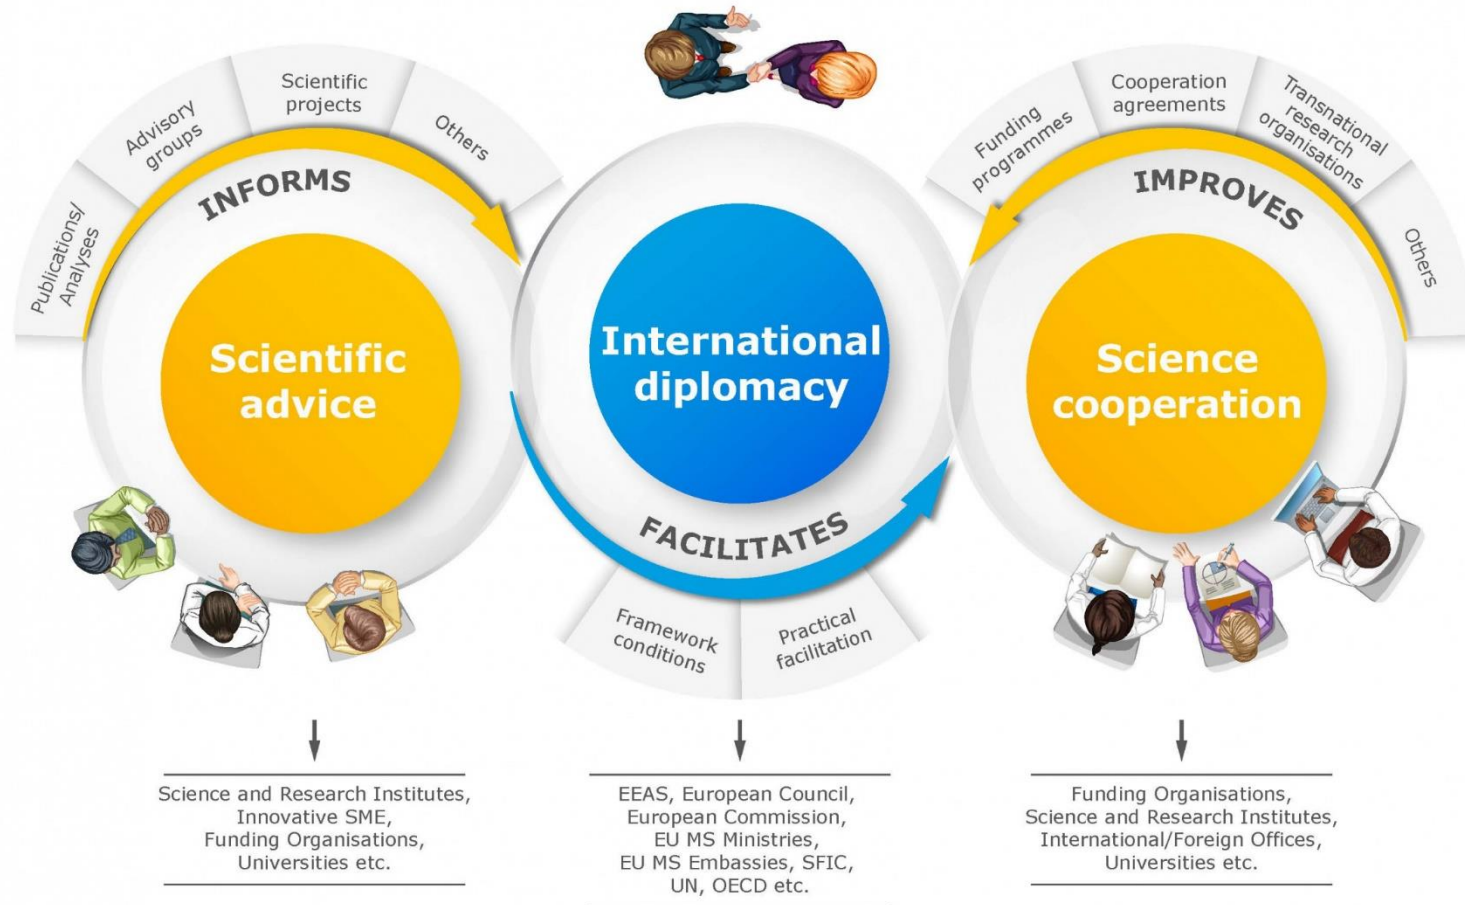 Publications/
Analyses
Advisory
groups
Scientific
projects
Others
INFORMS
Scientific
advice
Science and Research Institutes,
Innovative SME,
Funding Organisations,
Universities etc.
International
diplomacy
FACILITATES
Framework
conditions
Practical
facilitation
EEAS, European Council,
European Commission,
EU MS Ministries,
EU MS Embassies, SFIC,
UN, OECD etc.
Funding
programmes
Cooperation
agreements
Transnational
research
organisations
Others
IMPROVES
Science
cooperation
Funding Organisations,
Science and Research Institutes,
International/Foreign Offices,
Universities etc.